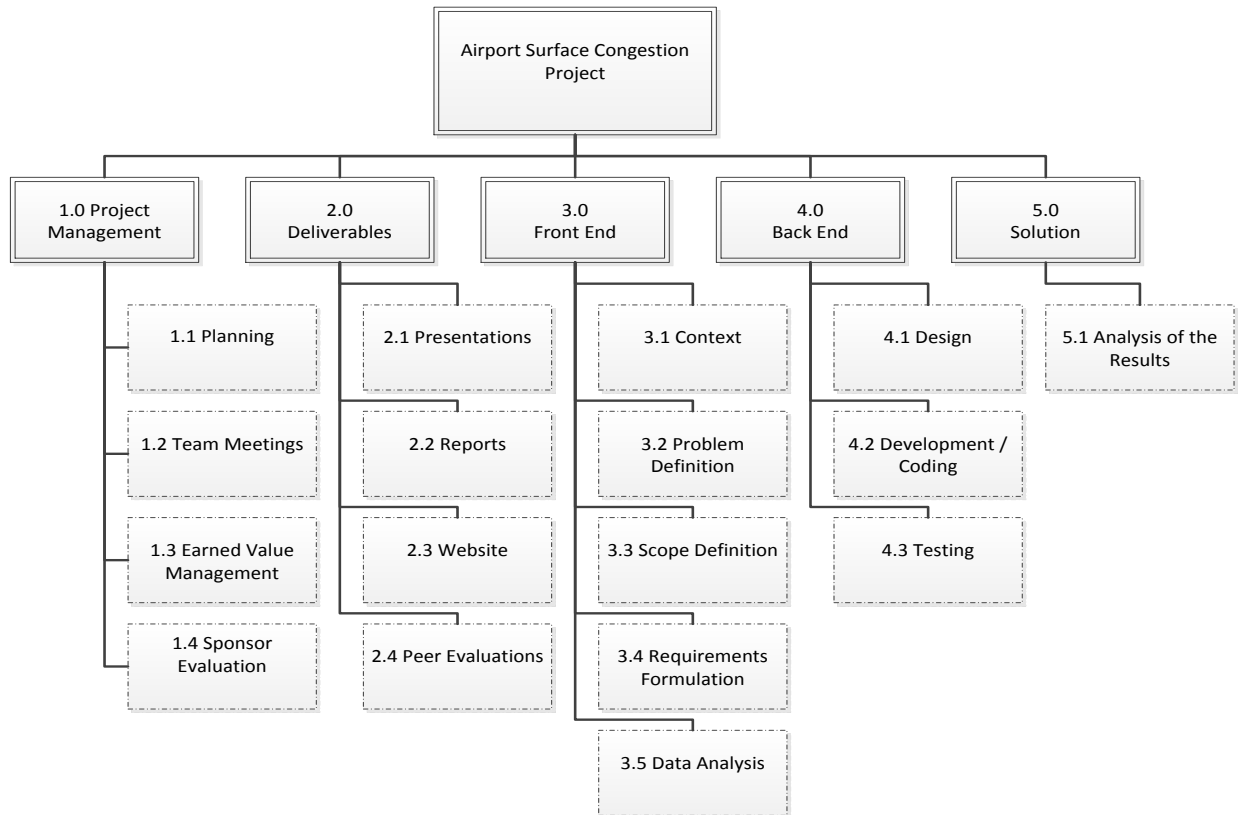 Airport Surface Congestion
Project
1.0 Project
Management
2.0
Deliverables
3.0
Front End
4.0
Back End
5.0
Solution
1.1 Planning
1.2 Team Meetings
1.3 Earned Value
Management
1.4 Sponsor
Evaluation
2.1 Presentations
2.2 Reports
2.3 Website
2.4 Peer Evaluations
3.1 Context
3.2 Problem
Definition
3.3 Scope Definition
3.4 Requirements
Formulation
3.5 Data Analysis
4.1 Design
4.2 Development /
Coding
4.3 Testing
5.1 Analysis of the
Results